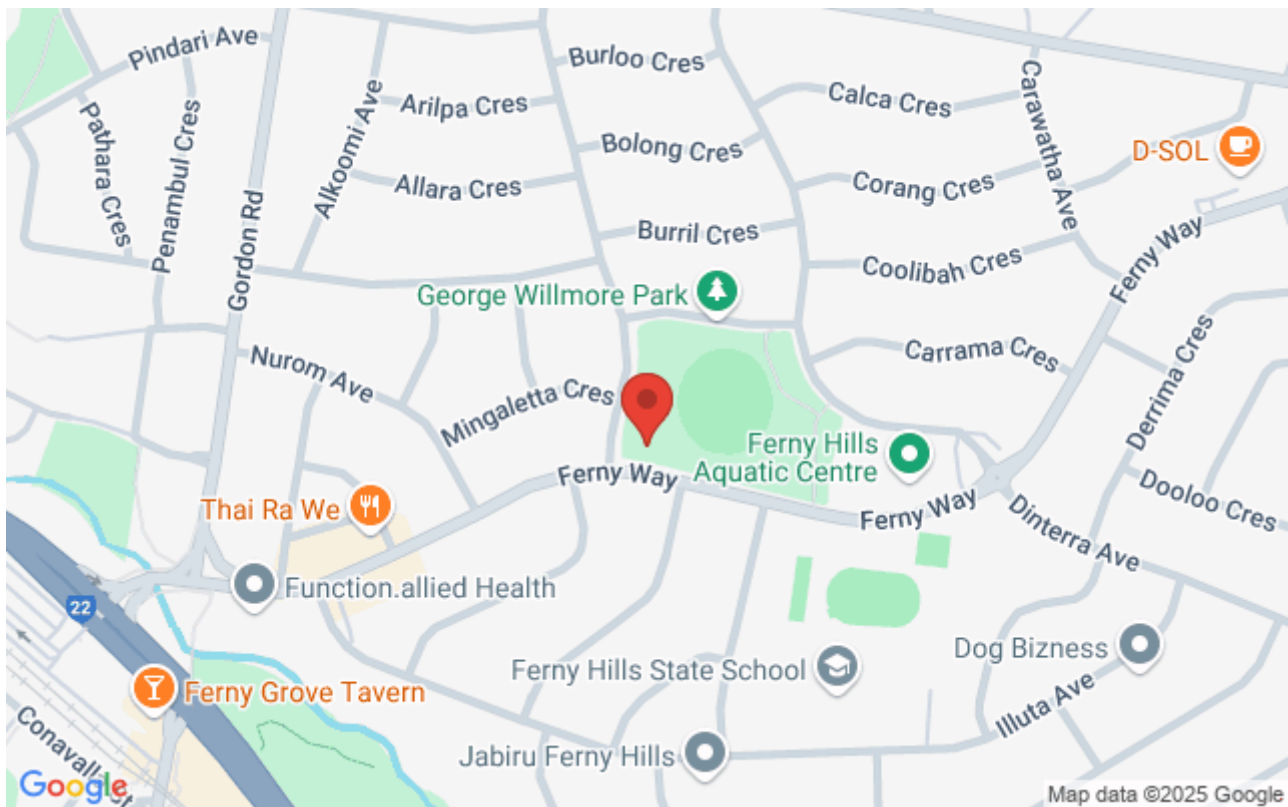 Pindari Ave
Burloo Cres
Calca Cres
Carawatha Ave
Arilpa Cres
Pathara Cres
Penambul Cres
Alkoomi Ave
Bolong Cres
D-SOL
Allara Cres
Corang Cres
Burril Cres
Gordon Rd
Coolibah Cres
Ferny Way
George Willmore Park
Nurom Ave
Carrama Cres
Derrima Cres
Mingaletta Cres
Ferny Hills
Aquatic Centre
Ferny Way
Dooloo Cres
Thai Ra We
Ferny Way
Dinterra Ave
Function.allied Health
22
Dog Bizness
Ferny Hills State School
Ferny Grove Tavern
Illuta Ave
Jabiru Ferny Hills
Google
Map data ©2025 Google